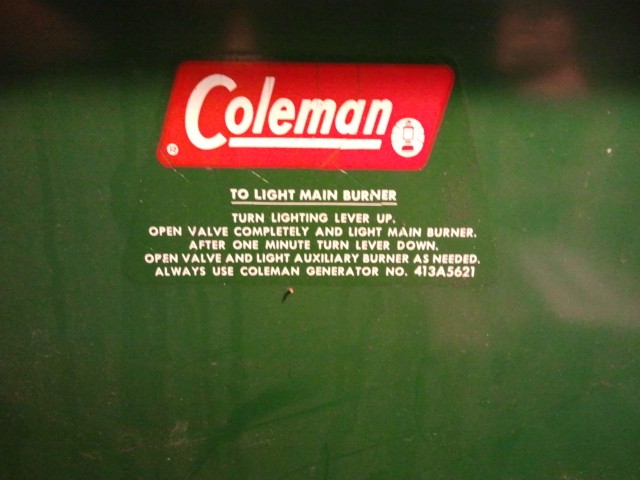 Coleman
TO LIGHT MAIN BURNER
TURN LIGHTING LEVER UP.
OPEN VALVE COMPLETELY AND LIGHT MAIN BURNER.
AFTER ONE MINUTE TURN LEVER DOWN.
OPEN VALVE AND LIGHT AUXILIARY BURNER AS NEEDED.
ALWAYS USE COLEMAN GENERATOR NO. 413A5621